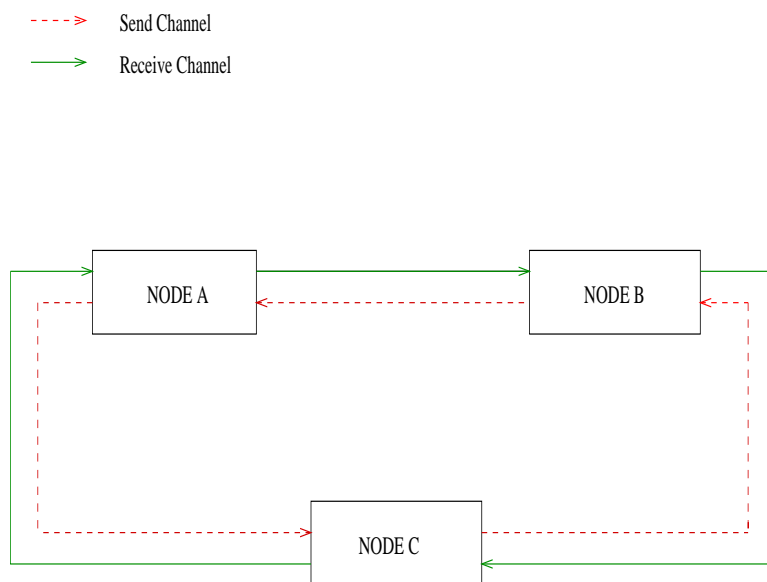 Send Channel
Receive Channel
NODE A
NODE B
NODE C